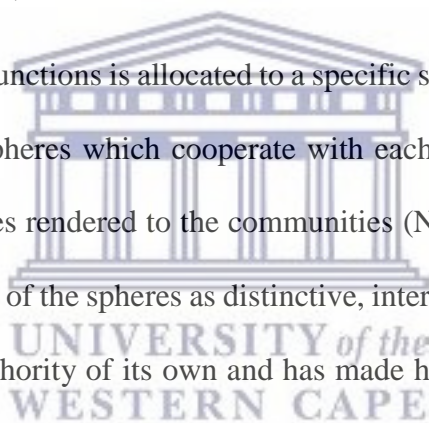 unctions is allocated to a specific s
pheres which cooperate with each
es rendered to the communities (N
of the spheres as distinctive, inter
UNIVERSITY of the
hority of its own and has made h
WESTERN CAPE